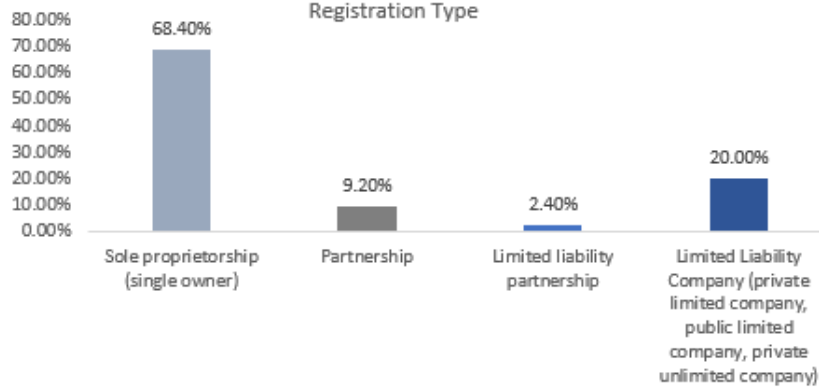 Registration Type
80.00%
70.00%
60.00%
50.00%
40.00%
30.00%
20.00%
10.00%
0.00%
68.40%
9.20%
2.40%
20.00%
Sole proprietorship
(single owner)
Partnership
Limited liability
partnership
Limited Liability
Company (private
limited company,
public limited
company, private
unlimited company)